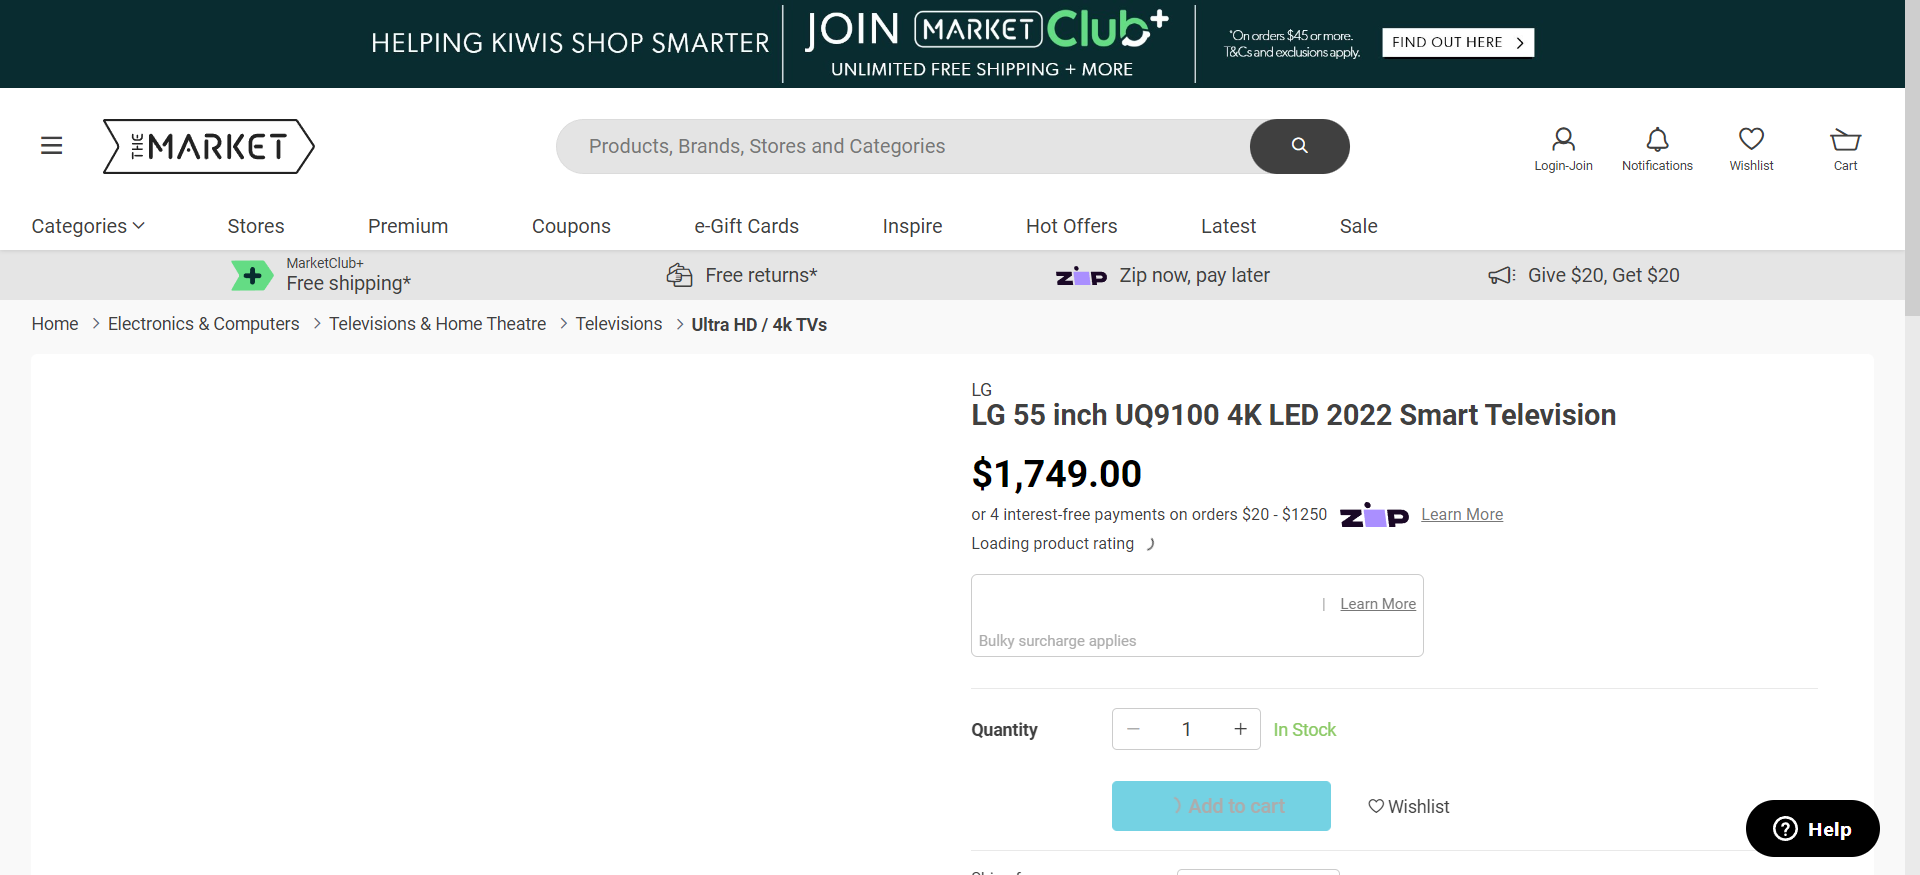 HELPING KIWIS SHOP SMARTER
JOIN MARKET Club+
UNLIMITED FREE SHIPPING + MORE
*On orders $45 or more.
T&Cs and exclusions apply.
FIND OUT HERE
THE MARKET
Products, Brands, Stores and Categories
Login-Join
Notifications
Wishlist
Cart
Categories
Stores
Premium
Coupons
e-Gift Cards
Inspire
Hot Offers
Latest
Sale
MarketClub+
Free shipping*
Free returns*
zip Zip now, pay later
Give $20, Get $20
Home > Electronics & Computers > Televisions & Home Theatre > Televisions > Ultra HD / 4k TVs
LG
LG 55 inch UQ9100 4K LED 2022 Smart Television
$1,749.00
or 4 interest-free payments on orders $20 - $1250 zip Learn More
Loading product rating
| Learn More
Bulky surcharge applies
Quantity
1
In Stock
Add to cart
Wishlist
Help